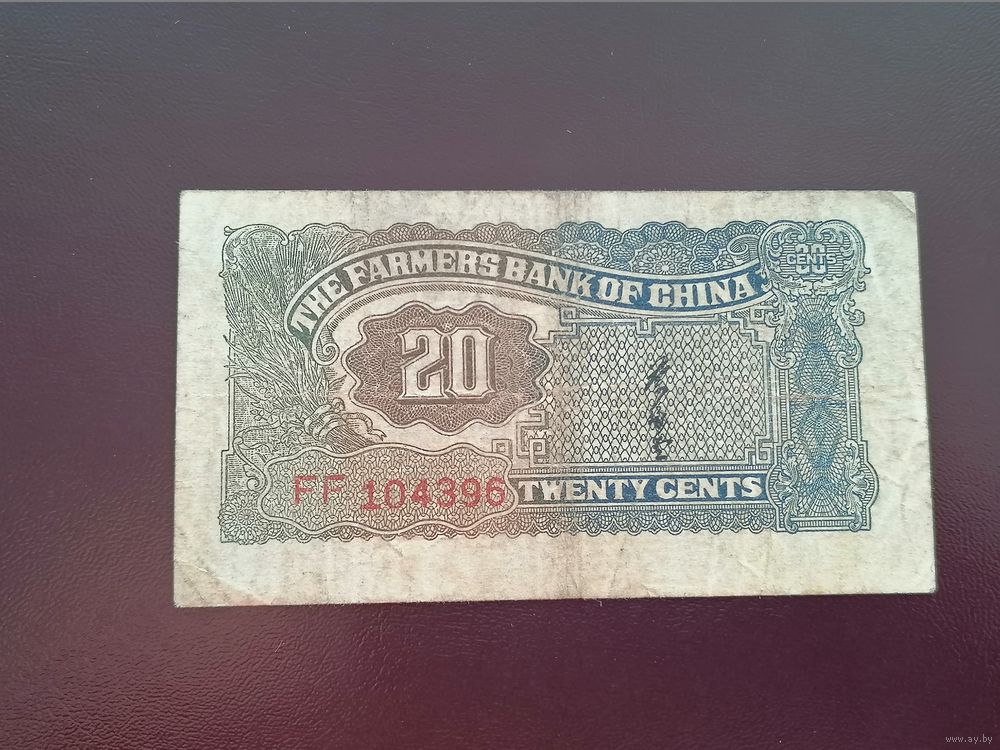 THE FARMERS BANK OF CHINA
20
CENTS
20
FF 104396
TWENTY CENTS
www.ay.by